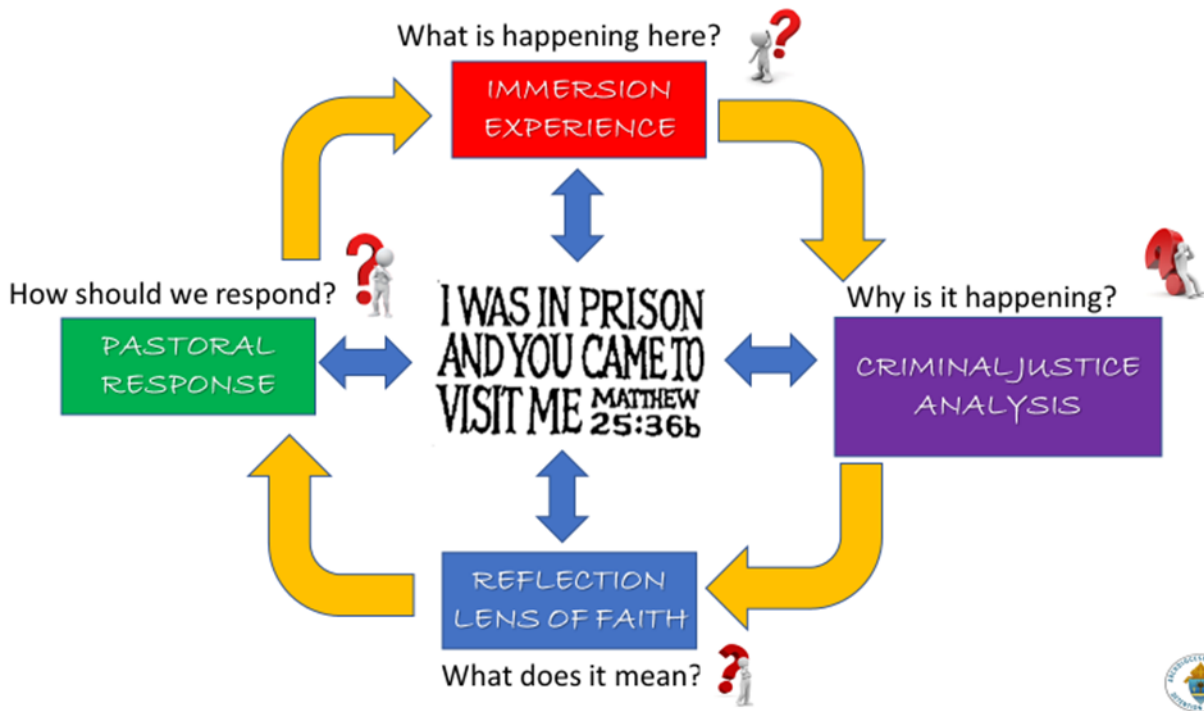 What is happening here?
IMMERSION
EXPERIENCE
How should we respond?
PASTORAL
RESPONSE
I WAS IN PRISON
AND YOU CAME TO
VISIT ME MATTHEW
25:36b
Why is it happening?
CRIMINAL JUSTICE
ANALYSIS
REFLECTION
LENS OF FAITH
What does it mean?